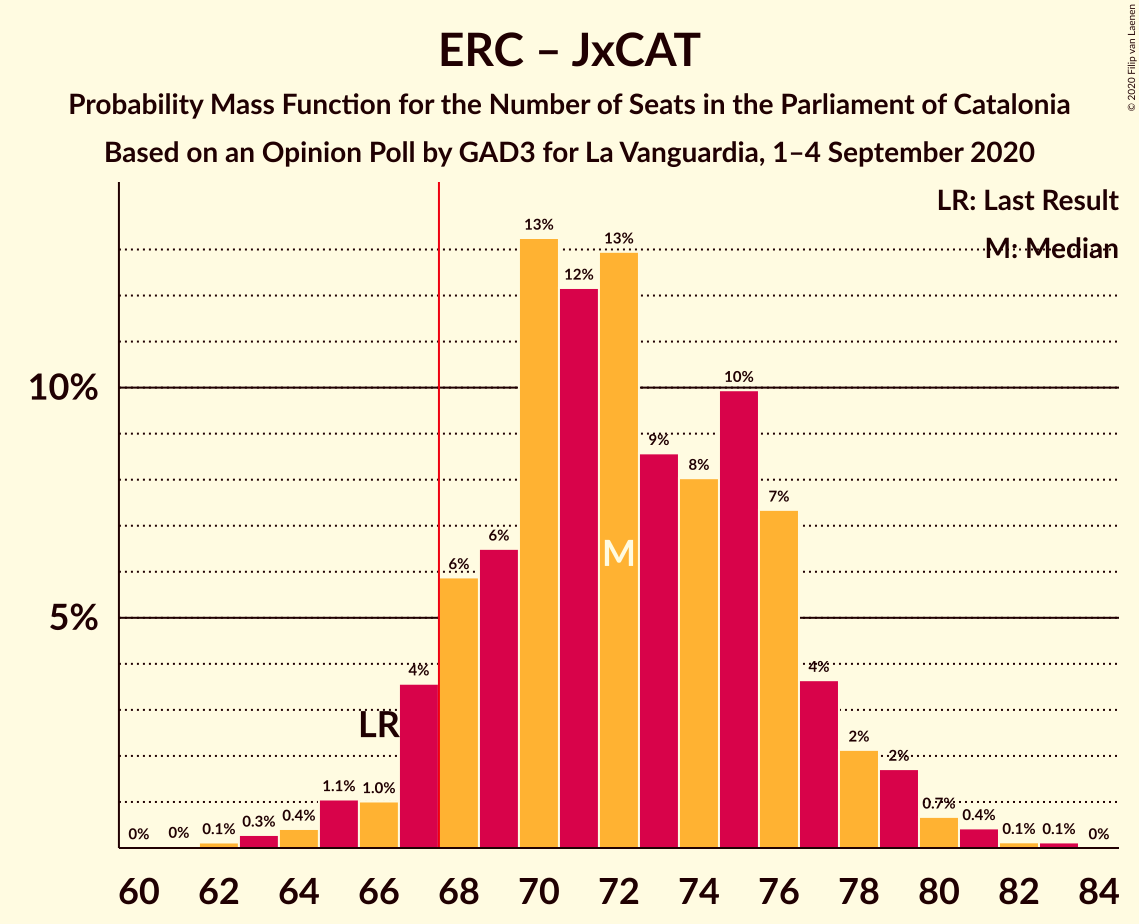 ERC – JxCAT
Probability Mass Function for the Number of Seats in the Parliament of Catalonia
Based on an Opinion Poll by GAD3 for La Vanguardia, 1–4 September 2020
© 2020 Filip van Laenen
LR: Last Result
M: Median
10%
5%
0% 0% 0.1% 0.3% 0.4% 1.1% 1.0% 4% 6% 6% 13% 12% 13% 9% 8% 10% 7% 4% 2% 2% 0.7% 0.4% 0.1% 0.1% 0%
LR
M
60 62 64 66 68 70 72 74 76 78 80 82 84